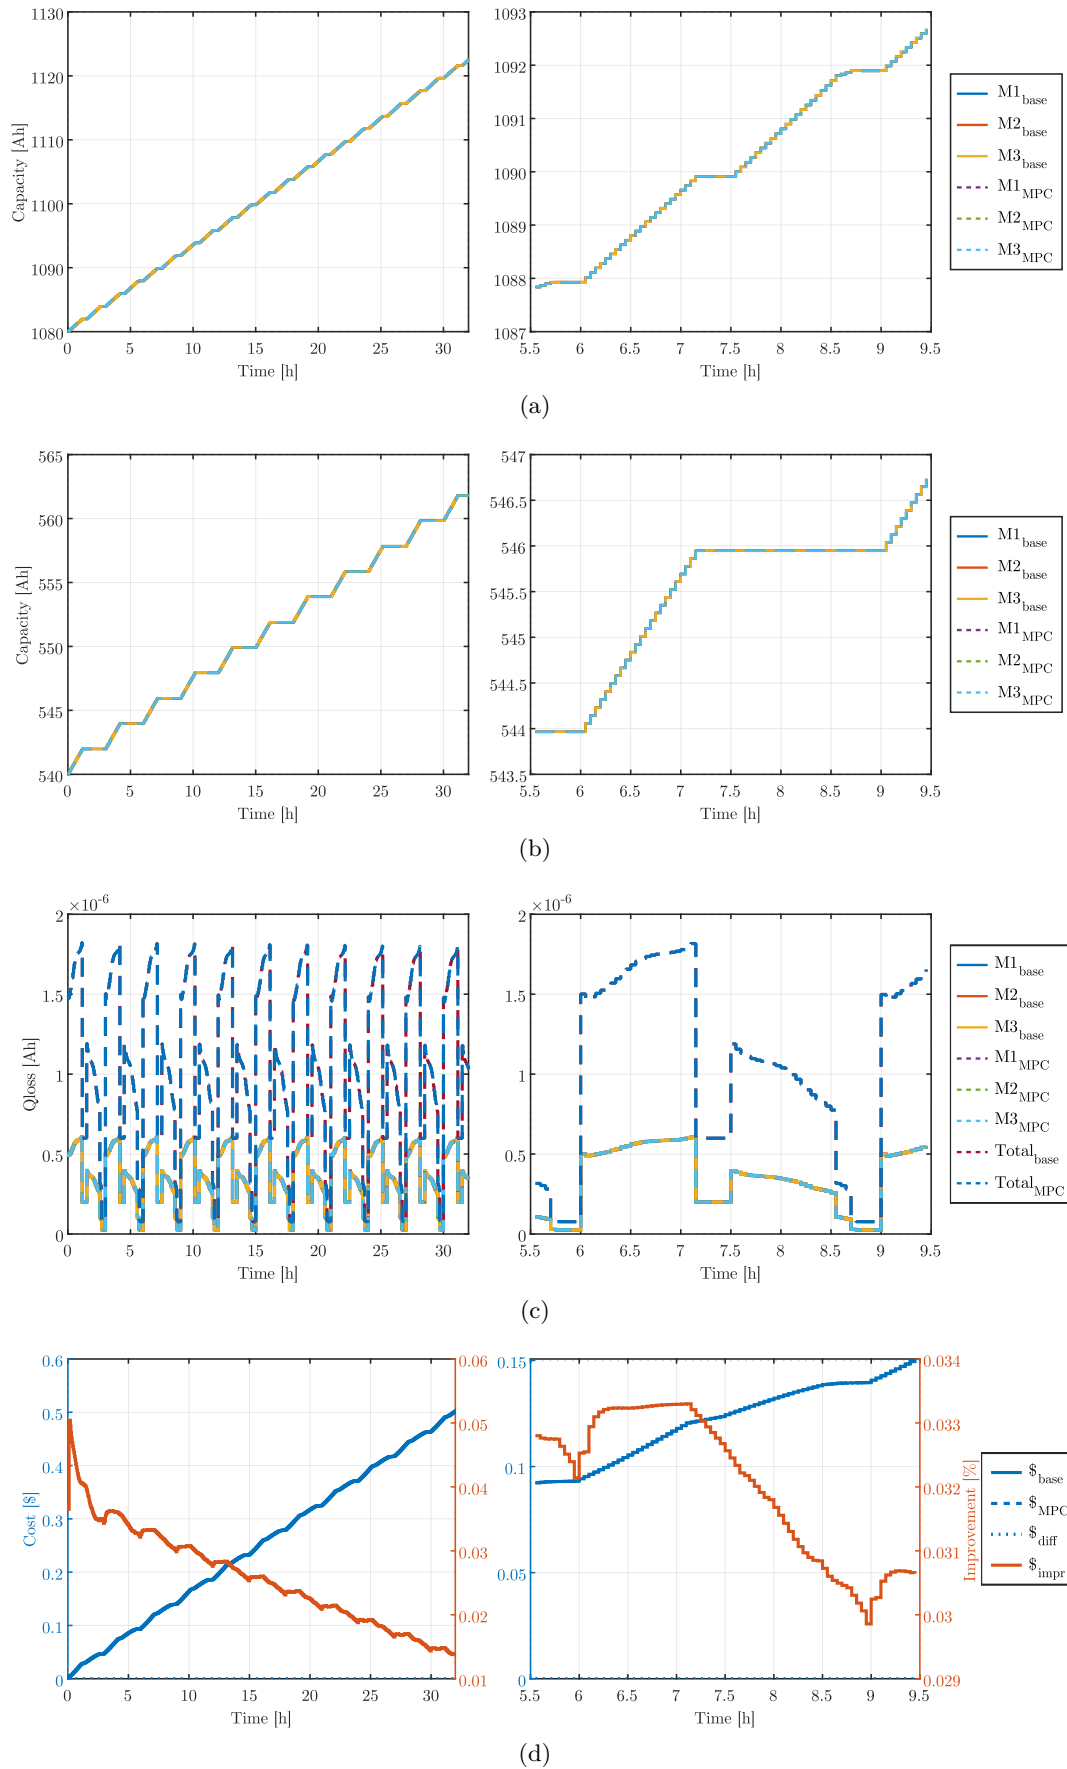 1130
1120
1110
1100
1090
1080
Capacity [Ah]
0 5 10 15 20 25 30
Time [h]
1093
1092
1091
1090
1089
1088
1087
5.5 6 6.5 7 7.5 8 8.5 9 9.5
Time [h]
M1base
M2base
M3base
M1MPC
M2MPC
M3MPC
(a)
565
560
555
550
545
540
Capacity [Ah]
0 5 10 15 20 25 30
Time [h]
547
546.5
546
545.5
545
544.5
544
543.5
5.5 6 6.5 7 7.5 8 8.5 9 9.5
Time [h]
M1base
M2base
M3base
M1MPC
M2MPC
M3MPC
(b)
×10-6
2
1.5
1
0.5
0
Qloss [Ah]
0 5 10 15 20 25 30
Time [h]
×10-6
2
1.5
1
0.5
0
5.5 6 6.5 7 7.5 8 8.5 9 9.5
Time [h]
M1base
M2base
M3base
M1MPC
M2MPC
M3MPC
Totalbase
TotalMPC
(c)
0.6
0.5
0.4
0.3
0.2
0.1
0
Cost [$]
0.06
0.05
0.04
0.03
0.02
0.01
0 5 10 15 20 25 30
Time [h]
0.15
0.1
0.05
0
0.034
0.033
0.032
0.031
0.03
0.029
Improvement [%]
5.5 6 6.5 7 7.5 8 8.5 9 9.5
Time [h]
$base
$MPC
$diff
$impr
(d)